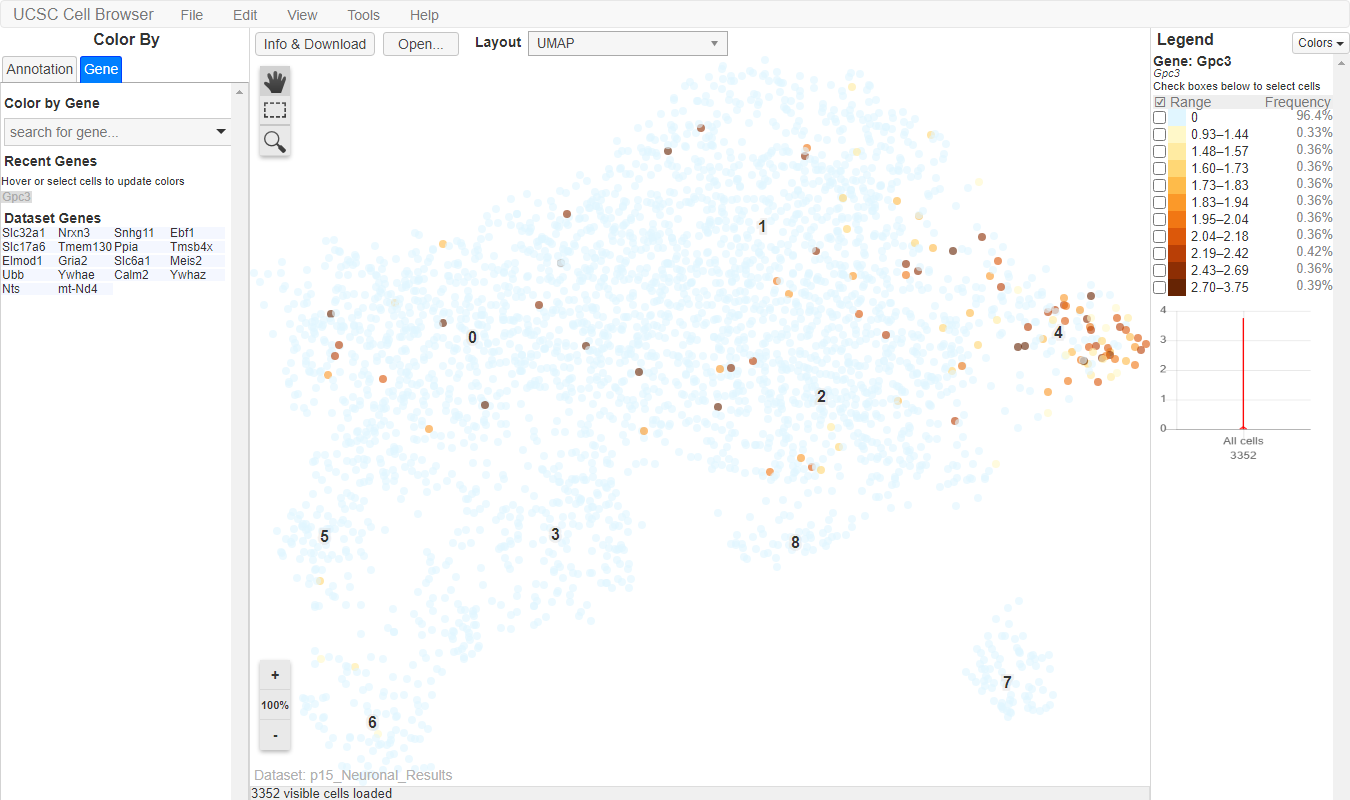 UCSC Cell Browser File Edit View Tools Help
Color By
Annotation Gene
Color by Gene
search for gene...
Recent Genes
Hover or select cells to update colors
Gpc3
Dataset Genes
Slc32a1 Nrxn3 Snhg11 Ebf1
Slc17a6 Tmem130 Ppia Tmsb4x
Elmod1 Gria2 Slc6a1 Meis2
Ubb Ywhae Calm2 Ywhaz
Nts mt-Nd4
Info & Download Open... Layout UMAP
1
0
4
2
5
3
8
7
6
+
100%
-
Dataset: p15_Neuronal_Results
3352 visible cells loaded
Legend Colors
Gene: Gpc3
Gpc3
Check boxes below to select cells
Range Frequency
0 96.4%
0.93–1.44 0.33%
1.48–1.57 0.36%
1.60–1.73 0.36%
1.73–1.83 0.36%
1.83–1.94 0.36%
1.95–2.04 0.36%
2.04–2.18 0.36%
2.19–2.42 0.42%
2.43–2.69 0.36%
2.70–3.75 0.39%
4
3
2
1
0
All cells
3352